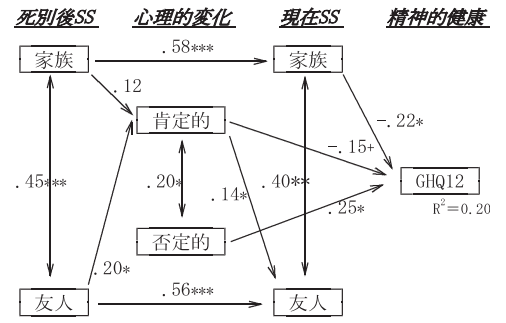 死別後SS 心理的変化 現在SS 精神的健康
家族 .58*** 家族
.12
肯定的 -.22*
-.15+
.45*** .20* .14* .40** GHQ12
.25* R²=0.20
否定的
.20*
友人 .56*** 友人